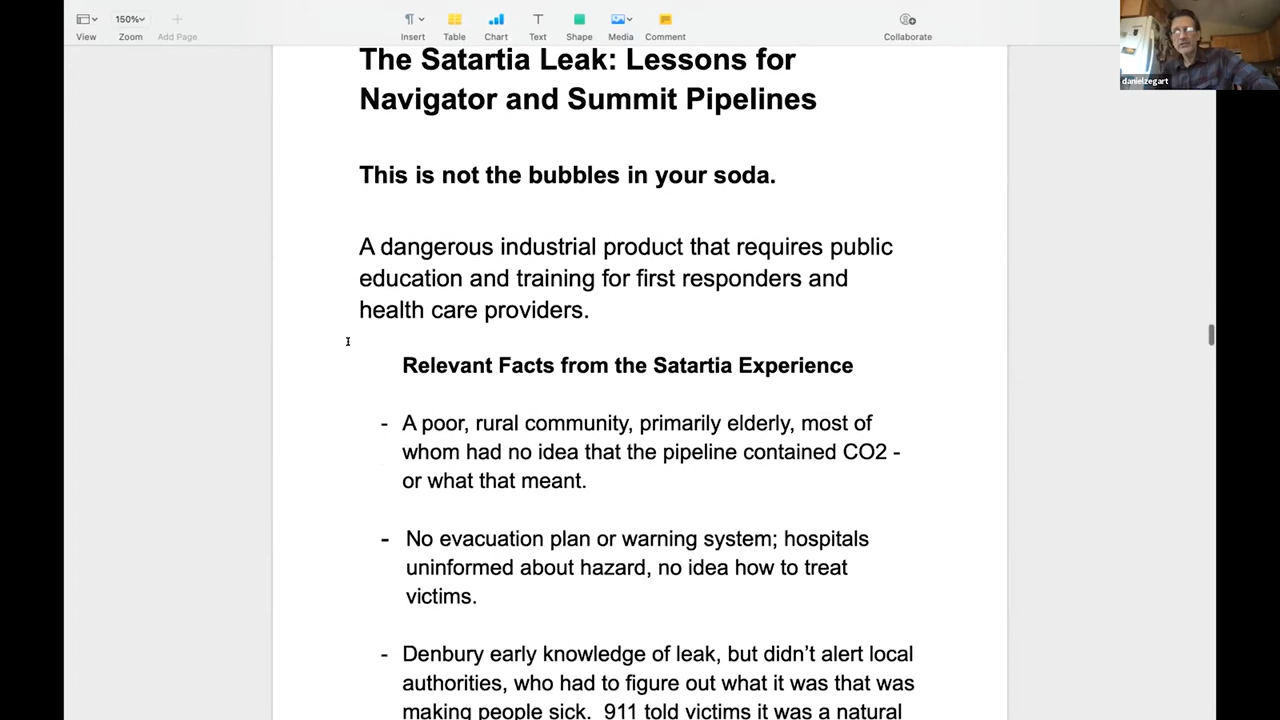 150%
View
Zoom
Add Page
Insert
Table
Chart
Text
Shape
Media
Comment
Collaborate
danielzegart
The Satartia Leak: Lessons for
Navigator and Summit Pipelines
This is not the bubbles in your soda.
A dangerous industrial product that requires public
education and training for first responders and
health care providers.
Relevant Facts from the Satartia Experience
- A poor, rural community, primarily elderly, most of
whom had no idea that the pipeline contained CO2 -
or what that meant.
- No evacuation plan or warning system; hospitals
uninformed about hazard, no idea how to treat
victims.
- Denbury early knowledge of leak, but didn’t alert local
authorities, who had to figure out what it was that was
making people sick. 911 told victims it was a natural